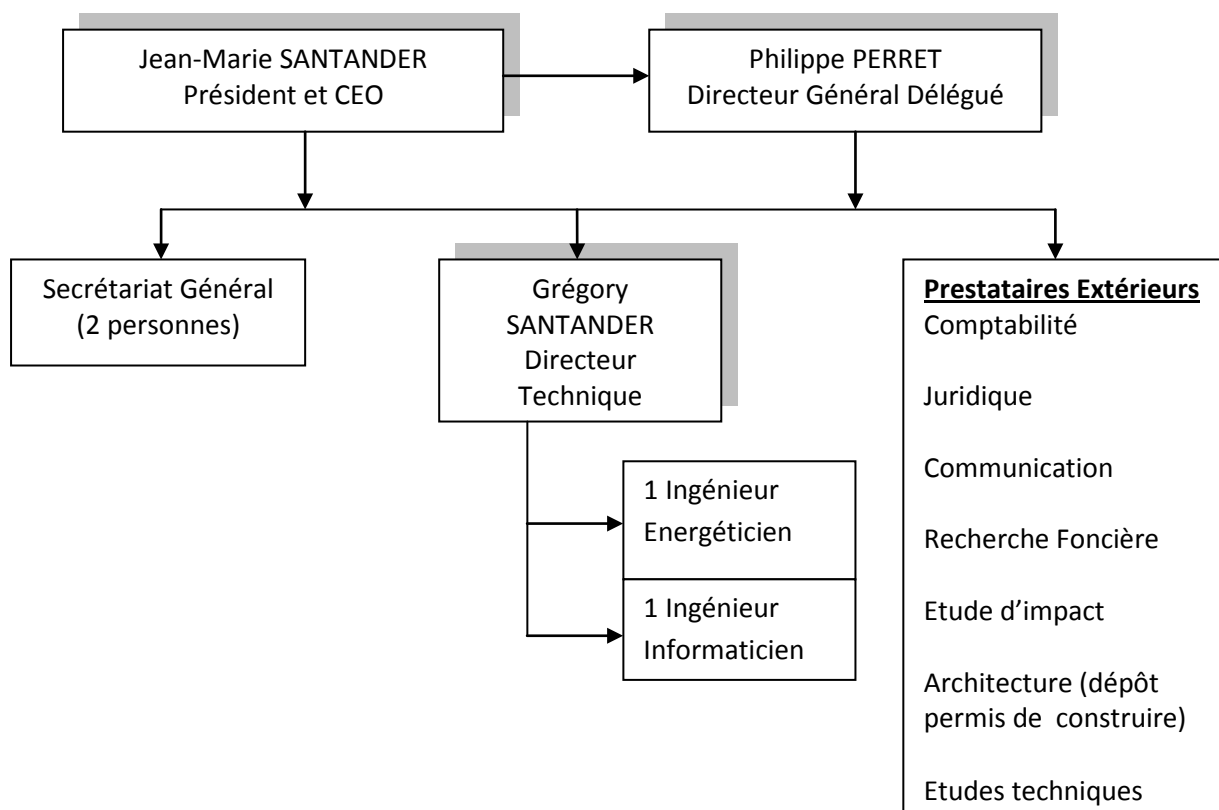 Jean-Marie SANTANDER
Président et CEO
Philippe PERRET
Directeur Général Délégué
Secrétariat Général
(2 personnes)
Grégory
SANTANDER
Directeur
Technique
1 Ingénieur
Energéticien
1 Ingénieur
Informaticien
Prestataires Extérieurs
Comptabilité
Juridique
Communication
Recherche Foncière
Etude d’impact
Architecture (dépôt
permis de construire)
Etudes techniques